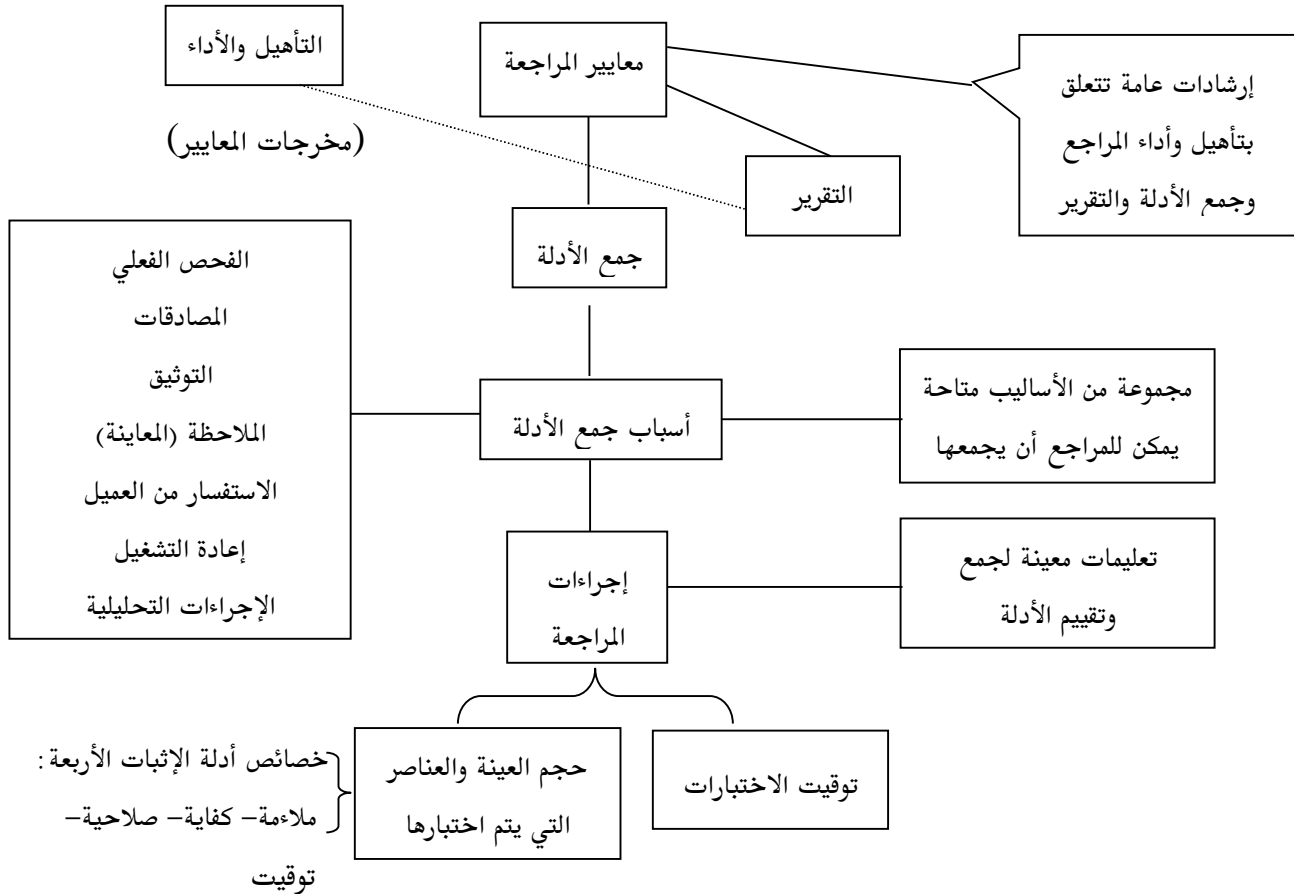 التأهيل والأداء
معايير المراجعة
إرشادات عامة تتعلق
بتأهيل وأداء المراجع
وجمع الأدلة والتقرير
(مخرجات المعايير)
التقرير
جمع الأدلة
الفحص الفعلي
المصادقات
التوثيق
الملاحظة (المعاينة)
الاستفسار من العميل
إعادة التشغيل
الإجراءات التحليلية
أسباب جمع الأدلة
مجموعة من الأساليب متاحة
يمكن للمراجع أن يجمعها
إجراءات
المراجعة
تعليمات معينة لجمع
وتقييم الأدلة
توقيت الاختبارات
حجم العينة والعناصر
التي يتم اختبارها
خصائص أدلة الإثبات الأربعة:
ملاءمة– كفاية– صلاحية–
توقيت